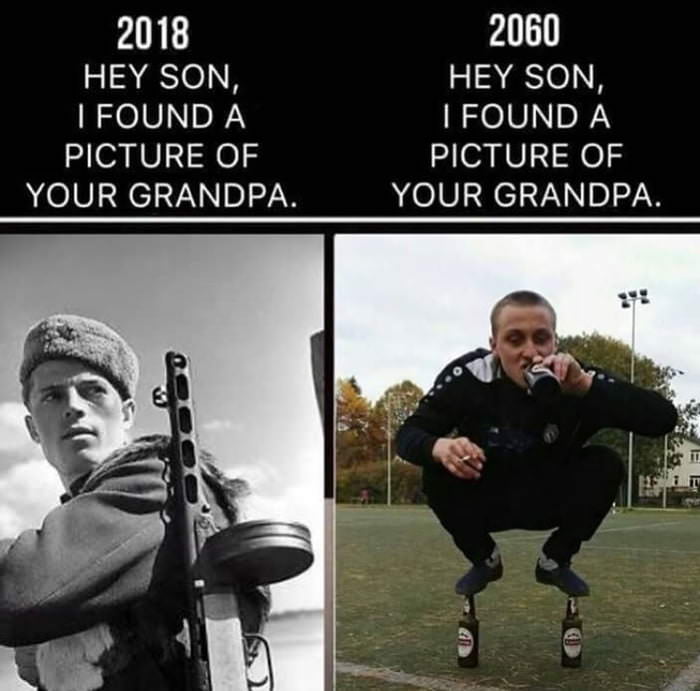 2018
HEY SON,
I FOUND A
PICTURE OF
YOUR GRANDPA.
2060
HEY SON,
I FOUND A
PICTURE OF
YOUR GRANDPA.